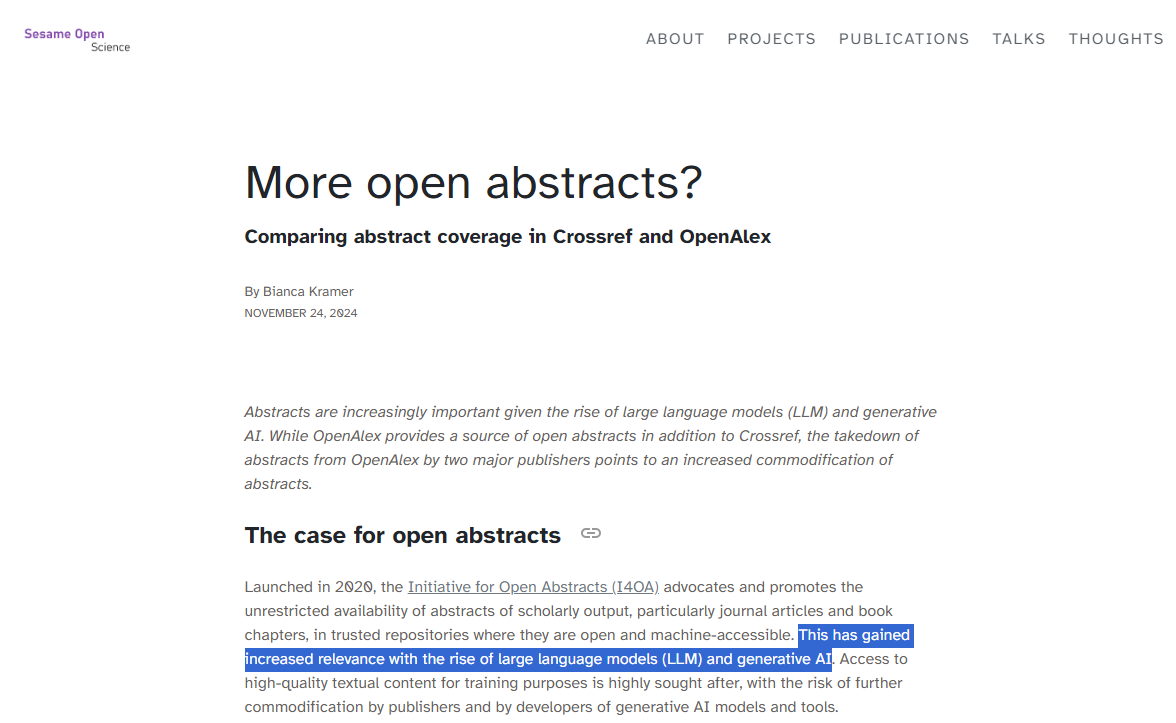 Sesame Open
Science
ABOUT PROJECTS PUBLICATIONS TALKS THOUGHTS
More open abstracts?
Comparing abstract coverage in Crossref and OpenAlex
By Bianca Kramer
NOVEMBER 24, 2024
Abstracts are increasingly important given the rise of large language models (LLM) and generative
AI. While OpenAlex provides a source of open abstracts in addition to Crossref, the takedown of
abstracts from OpenAlex by two major publishers points to an increased commodification of
abstracts.
The case for open abstracts
Launched in 2020, the Initiative for Open Abstracts (I4OA) advocates and promotes the
unrestricted availability of abstracts of scholarly output, particularly journal articles and book
chapters, in trusted repositories where they are open and machine-accessible. This has gained
increased relevance with the rise of large language models (LLM) and generative AI. Access to
high-quality textual content for training purposes is highly sought after, with the risk of further
commodification by publishers and by developers of generative AI models and tools.